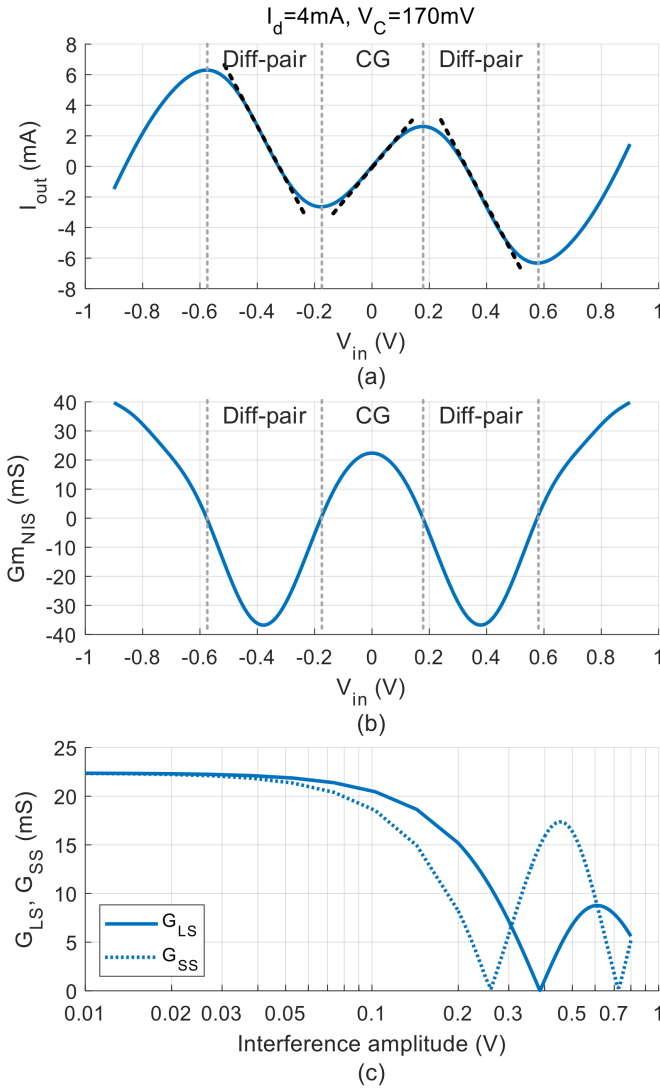 I_d=4mA, V_C=170mV
Diff-pair CG Diff-pair
8
6
4
2
0
-2
-4
-6
-8
I_out (mA)
-1 -0.8 -0.6 -0.4 -0.2 0 0.2 0.4 0.6 0.8 1
V_in (V)
(a)
Diff-pair CG Diff-pair
40
30
20
10
0
-10
-20
-30
-40
Gm_NIS (mS)
-1 -0.8 -0.6 -0.4 -0.2 0 0.2 0.4 0.6 0.8 1
V_in (V)
(b)
25
20
15
10
5
0
G_LS, G_SS (mS)
G_LS
G_SS
0.01 0.02 0.03 0.05 0.1 0.2 0.3 0.5 0.7 1
Interference amplitude (V)
(c)